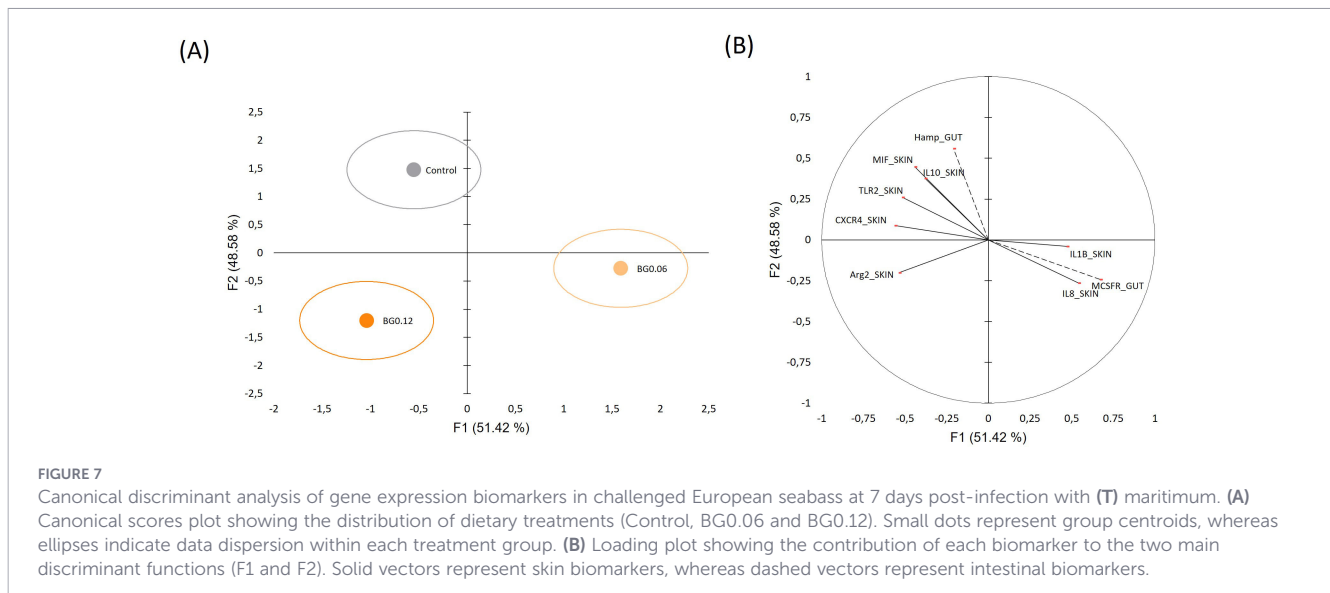 (A)
2,5
2
1,5
1
0,5
0
-0,5
-1
-1,5
-2
-2,5
F2 (48.58 %)
Control
BG0.06
BG0.12
-2
-1,5
-1
-0,5
0
0,5
1
1,5
2
2,5
F1 (51.42 %)
(B)
1
0,75
0,5
0,25
0
-0,25
-0,5
-0,75
-1
F2 (48.58 %)
Hamp_GUT
MIF_SKIN
IL10_SKIN
TLR2_SKIN
CXCR4_SKIN
Arg2_SKIN
IL1B_SKIN
MCSFR_GUT
IL8_SKIN
-1
-0,75
-0,5
-0,25
0
0,25
0,5
0,75
1
F1 (51.42 %)
FIGURE 7
Canonical discriminant analysis of gene expression biomarkers in challenged European seabass at 7 days post-infection with (T) maritimum. (A)
Canonical scores plot showing the distribution of dietary treatments (Control, BG0.06 and BG0.12). Small dots represent group centroids, whereas
ellipses indicate data dispersion within each treatment group. (B) Loading plot showing the contribution of each biomarker to the two main
discriminant functions (F1 and F2). Solid vectors represent skin biomarkers, whereas dashed vectors represent intestinal biomarkers.